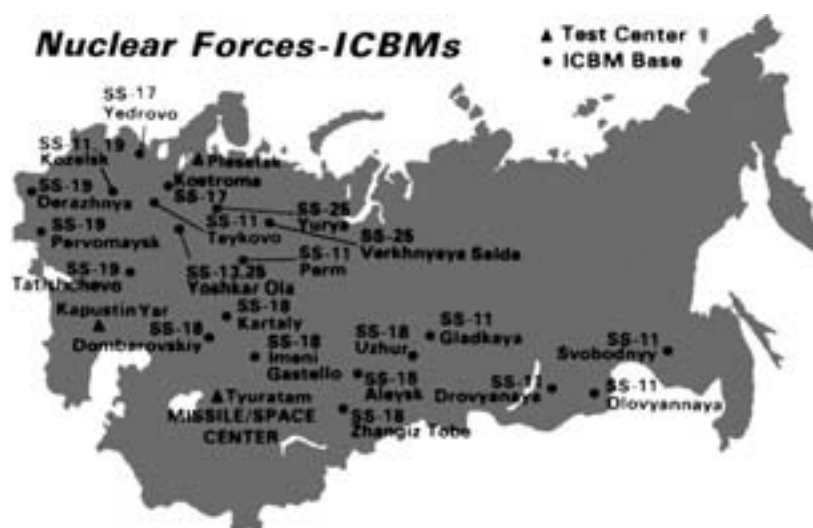 Nuclear Forces-ICBMs
▲ Test Center
• ICBM Base
SS-17
Yedrovo
SS-11, 19
Kozelsk
Plesetsk
Kostroma
SS-17
SS-19
Derazhnya
SS-25
Yurya
SS-11
Teykovo
SS-19
Pervomaysk
SS-25
Verkhnyaya Salda
SS-11
Perm
SS-13,25
Yoshkar Ola
SS-19
Tatishchevo
Kapustin Yar
SS-18
Kartaly
SS-18
Dombarovskiy
SS-18
Imeni
Gastello
SS-18
Uzhur
SS-11
Gladkaya
SS-11
Svobodnyy
SS-18
Aleysk
SS-11
Drovyanaya
SS-11
Olovyannaya
Tyuratam
MISSILE/SPACE
CENTER
SS-18
Zhangiz Tobe